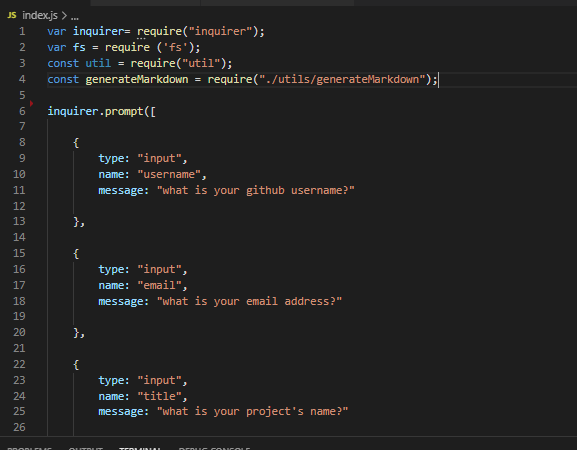 JS index.js > ...
1 var inquirer= require("inquirer");
2 var fs = require ('fs');
3 const util = require("util");
4 const generateMarkdown = require("./utils/generateMarkdown");
5
6 inquirer.prompt([
7
8 {
9 type: "input",
10 name: "username",
11 message: "what is your github username?"
12
13 },
14
15 {
16 type: "input",
17 name: "email",
18 message: "what is your email address?"
19
20 },
21
22 {
23 type: "input",
24 name: "title",
25 message: "what is your project's name?"
26
PROBLEMS OUTPUT TERMINAL DEBUG CONSOLE